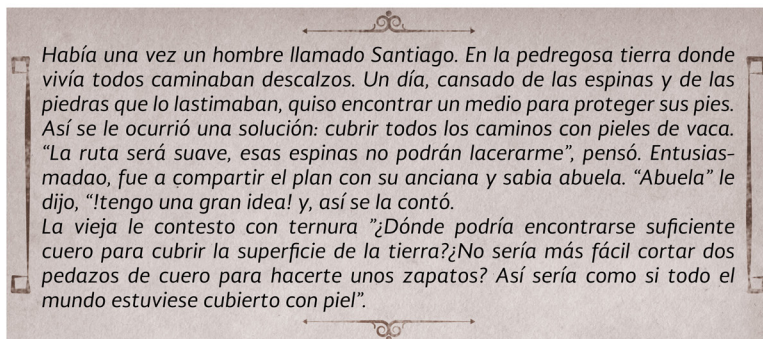 Había una vez un hombre llamado Santiago. En la pedregosa tierra donde
vivía todos caminaban descalzos. Un día, cansado de las espinas y de las
piedras que lo lastimaban, quiso encontrar un medio para proteger sus pies.
Así se le ocurrió una solución: cubrir todos los caminos con pieles de vaca.
“La ruta será suave, esas espinas no podrán lacerarme”, pensó. Entusias-
madao, fue a compartir el plan con su anciana y sabia abuela. “Abuela” le
dijo, “!tengo una gran idea! y, así se la contó.
La vieja le contesto con ternura ”¿Dónde podría encontrarse suficiente
cuero para cubrir la superficie de la tierra?¿No sería más fácil cortar dos
pedazos de cuero para hacerte unos zapatos? Así sería como si todo el
mundo estuviese cubierto con piel”.